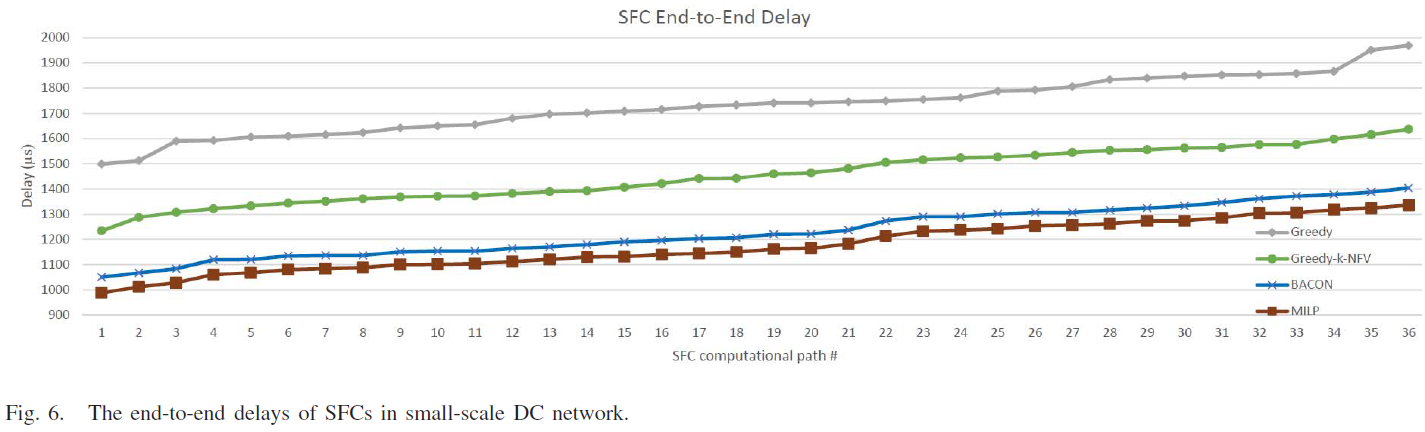 SFC End-to-End Delay
2000
1900
1800
1700
1600
1500
1400
1300
1200
1100
1000
900
Delay (µs)
Greedy
Greedy-k-NFV
BACON
MILP
1 2 3 4 5 6 7 8 9 10 11 12 13 14 15 16 17 18 19 20 21 22 23 24 25 26 27 28 29 30 31 32 33 34 35 36
SFC computational path #
Fig. 6. The end-to-end delays of SFCs in small-scale DC network.